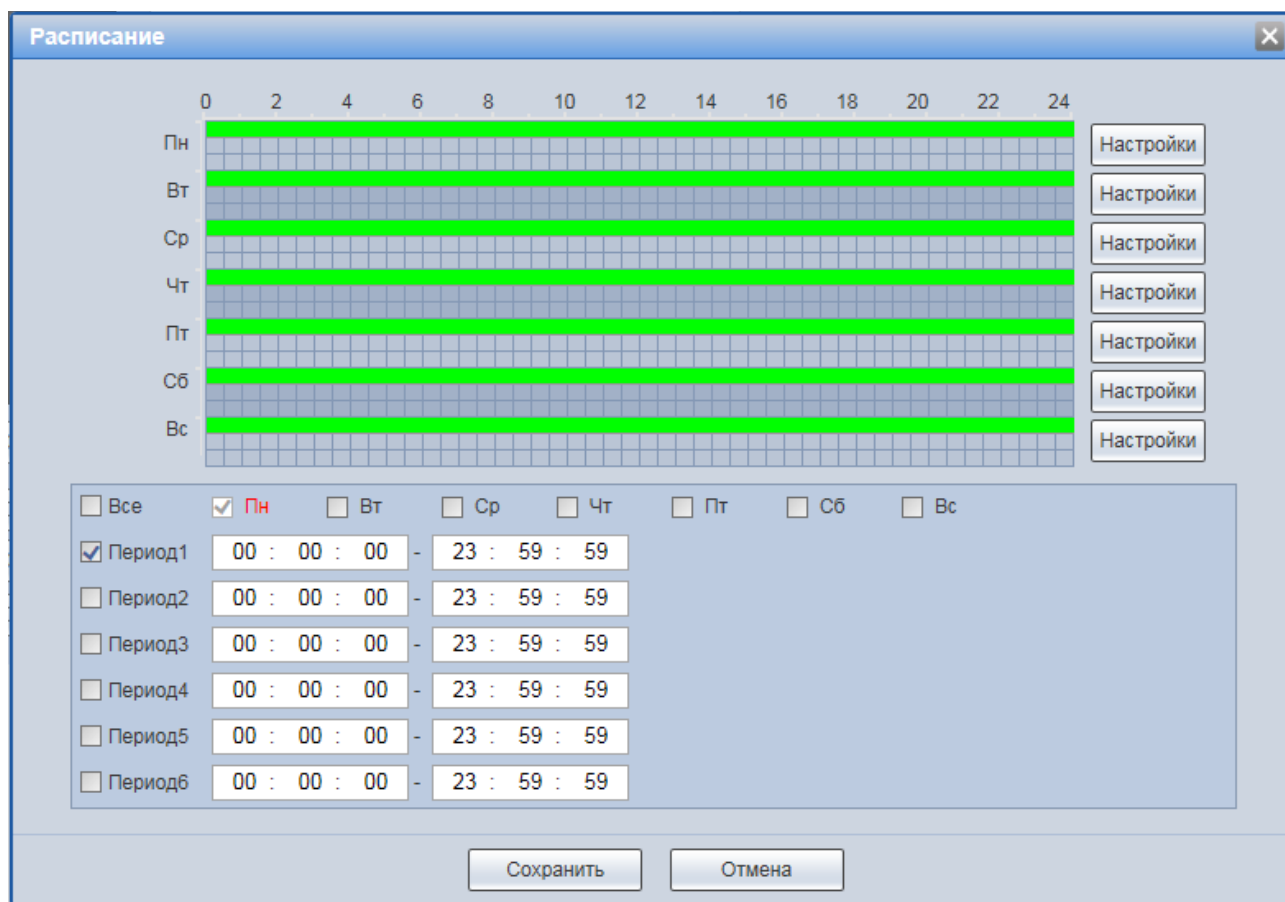 Расписание
0 2 4 6 8 10 12 14 16 18 20 22 24
Пн Настройки
Вт Настройки
Ср Настройки
Чт Настройки
Пт Настройки
Сб Настройки
Вс Настройки
Все Пн Вт Ср Чт Пт Сб Вс
Период1 00 : 00 : 00 - 23 : 59 : 59
Период2 00 : 00 : 00 - 23 : 59 : 59
Период3 00 : 00 : 00 - 23 : 59 : 59
Период4 00 : 00 : 00 - 23 : 59 : 59
Период5 00 : 00 : 00 - 23 : 59 : 59
Период6 00 : 00 : 00 - 23 : 59 : 59
Сохранить Отмена